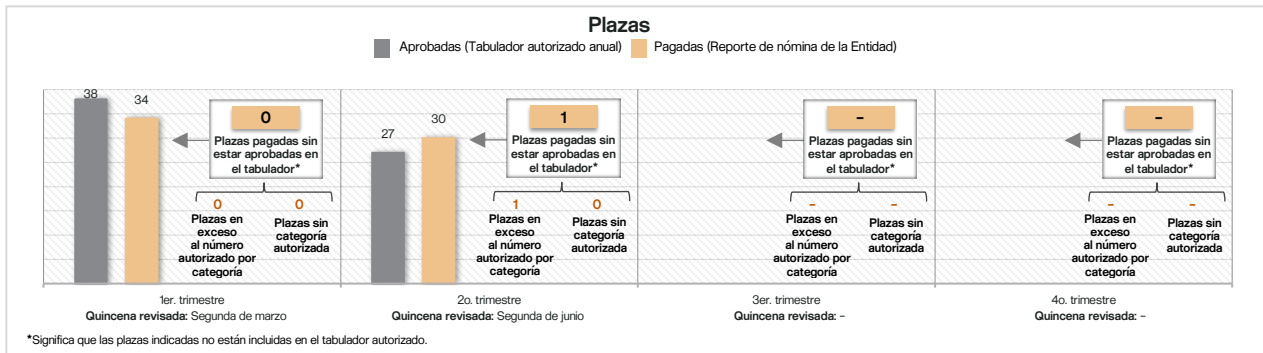 Plazas
Aprobadas (Tabulador autorizado anual) Pagadas (Reporte de nómina de la Entidad)
38
34
0
Plazas pagadas sin
estar aprobadas en
el tabulador*
0 0
Plazas en
exceso
al número
autorizado por
categoría
Plazas sin
categoría
autorizada
27
30
1
Plazas pagadas sin
estar aprobadas en
el tabulador*
1 0
Plazas en
exceso
al número
autorizado por
categoría
Plazas sin
categoría
autorizada
-
Plazas pagadas sin
estar aprobadas en
el tabulador*
- -
Plazas en
exceso
al número
autorizado por
categoría
Plazas sin
categoría
autorizada
-
Plazas pagadas sin
estar aprobadas en
el tabulador*
- -
Plazas en
exceso
al número
autorizado por
categoría
Plazas sin
categoría
autorizada
1er. trimestre
Quincena revisada: Segunda de marzo
2o. trimestre
Quincena revisada: Segunda de junio
3er. trimestre
Quincena revisada: -
4o. trimestre
Quincena revisada: -
*Significa que las plazas indicadas no están incluidas en el tabulador autorizado.